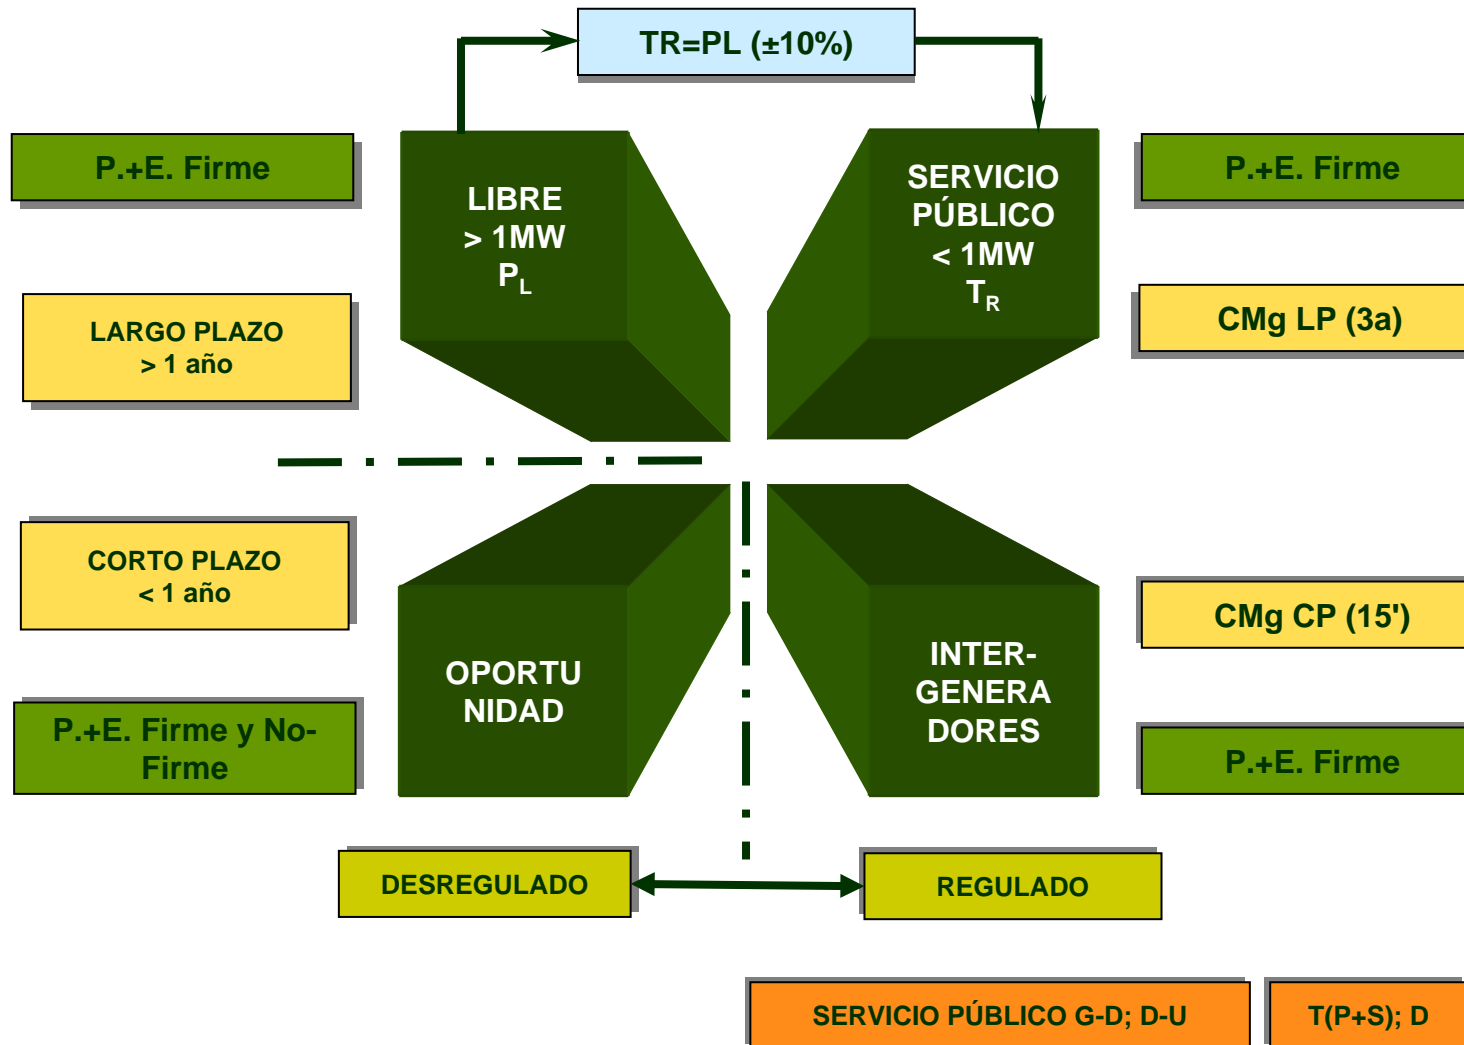 TR=PL (±10%)
P.+E. Firme
LIBRE
> 1MW
PL
SERVICIO
PÚBLICO
< 1MW
TR
P.+E. Firme
LARGO PLAZO
> 1 año
CMg LP (3a)
CORTO PLAZO
< 1 año
CMg CP (15')
OPORTU
NIDAD
INTER-
GENERA
DORES
P.+E. Firme y No-
Firme
P.+E. Firme
DESREGULADO
REGULADO
SERVICIO PÚBLICO G-D; D-U
T(P+S); D